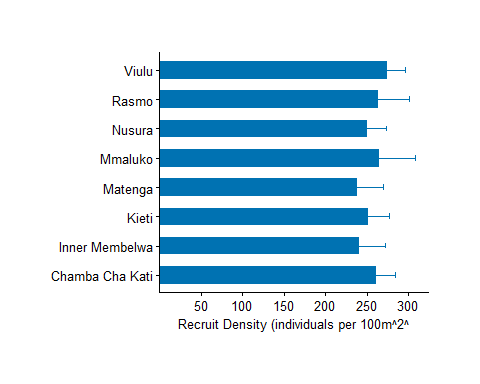 Viulu
Rasmo
Nusura
Mmaluko
Matenga
Kieti
Inner Membelwa
Chamba Cha Kati
50 100 150 200 250 300
Recruit Density (individuals per 100m^2^